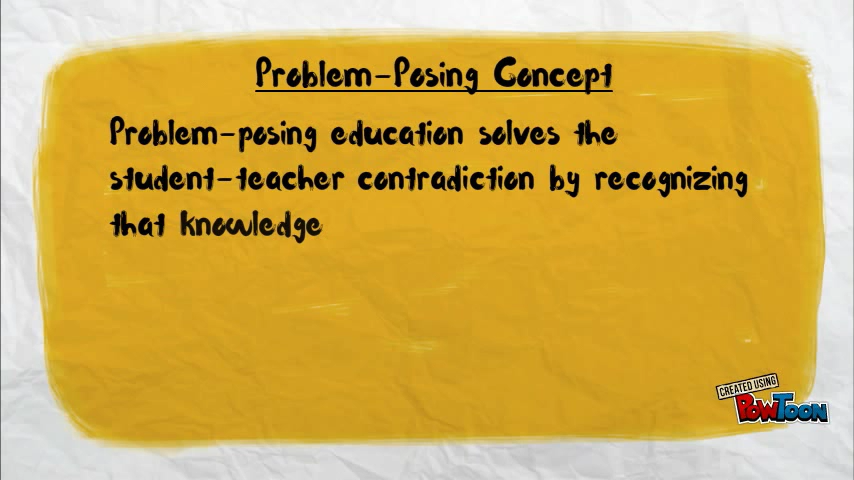 Problem-Posing Concept
Problem-posing education solves the
student-teacher contradiction by recognizing
that knowledge
CREATED USING
POWTOON